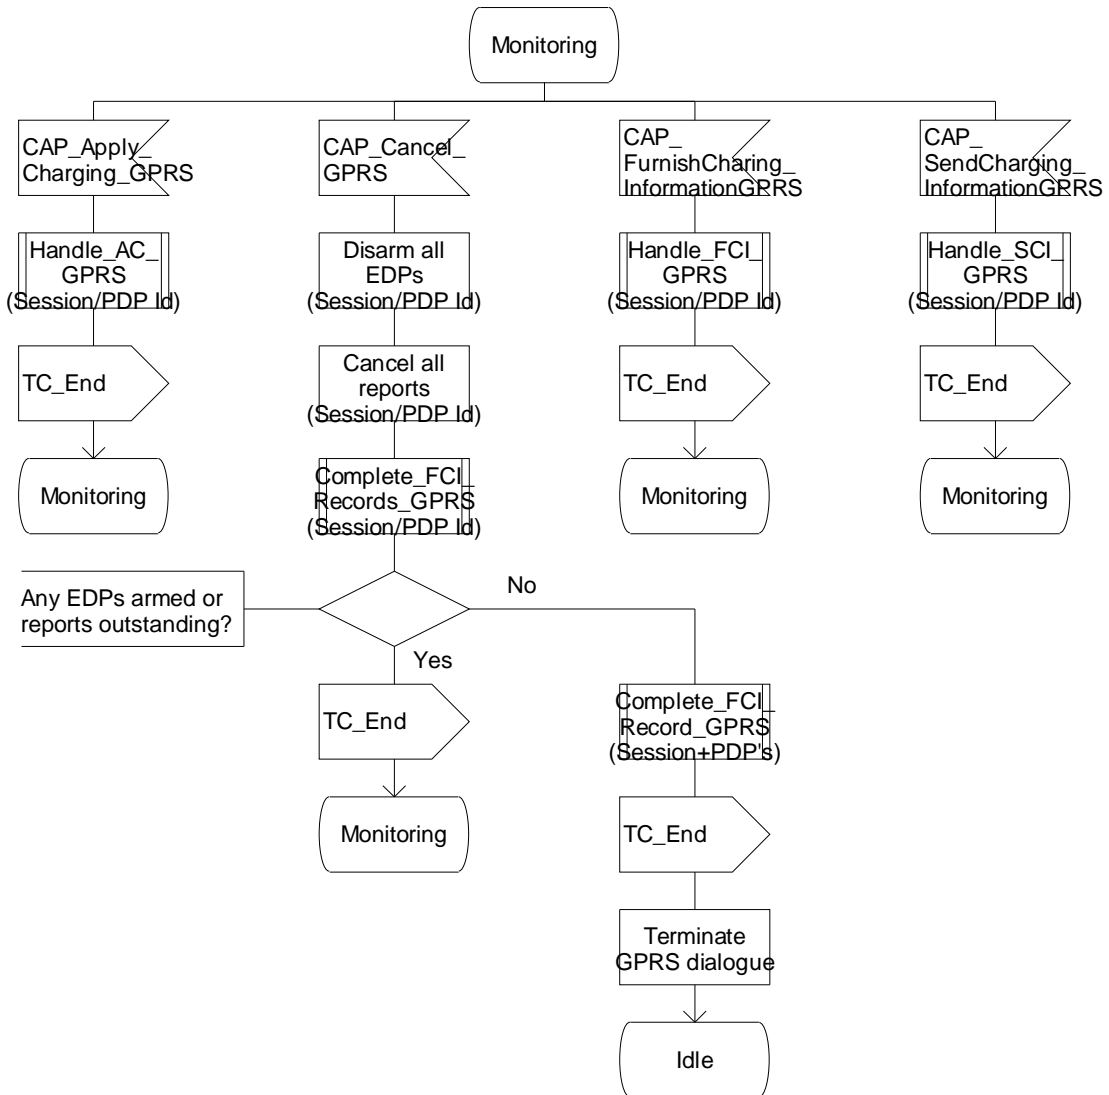 Monitoring
CAP_Apply_
Charging_GPRS
CAP_Cancel_
GPRS
CAP_
FurnishCharing_
InformationGPRS
CAP_
SendCharging_
InformationGPRS
Handle_AC_
GPRS
(Session/PDP Id)
Disarm all
EDPs
(Session/PDP Id)
Handle_FCI_
GPRS
(Session/PDP Id)
Handle_SCI_
GPRS
(Session/PDP Id)
TC_End
Cancel all
reports
(Session/PDP Id)
TC_End
TC_End
Monitoring
Complete_FCI_
Records_GPRS
(Session/PDP Id)
Monitoring
Monitoring
Any EDPs armed or
reports outstanding?
No
Yes
TC_End
Complete_FCI_
Record_GPRS
(Session+PDP's)
Monitoring
TC_End
Terminate
GPRS dialogue
Idle